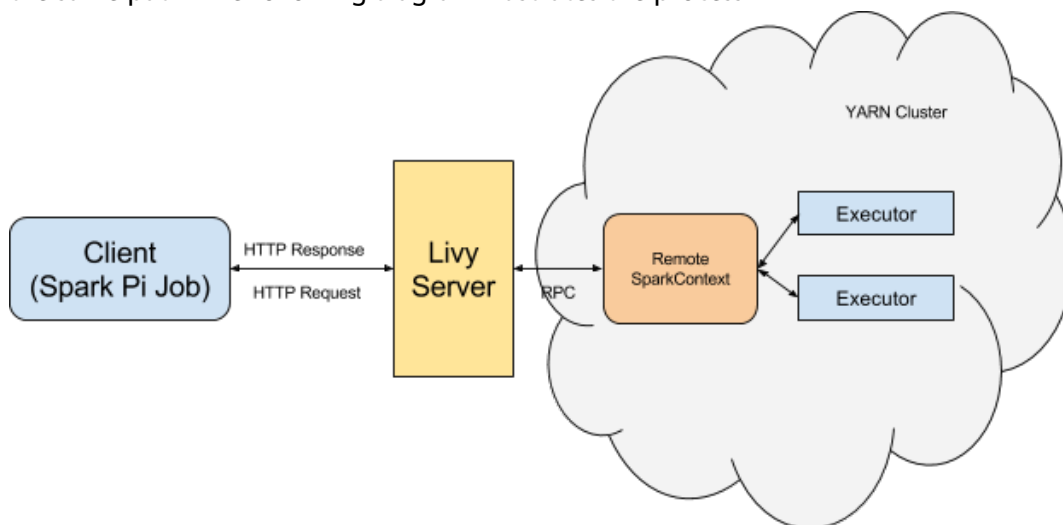 YARN Cluster
Client
(Spark Pi Job)
HTTP Response
HTTP Request
Livy
Server
RPC
Remote
SparkContext
Executor
Executor